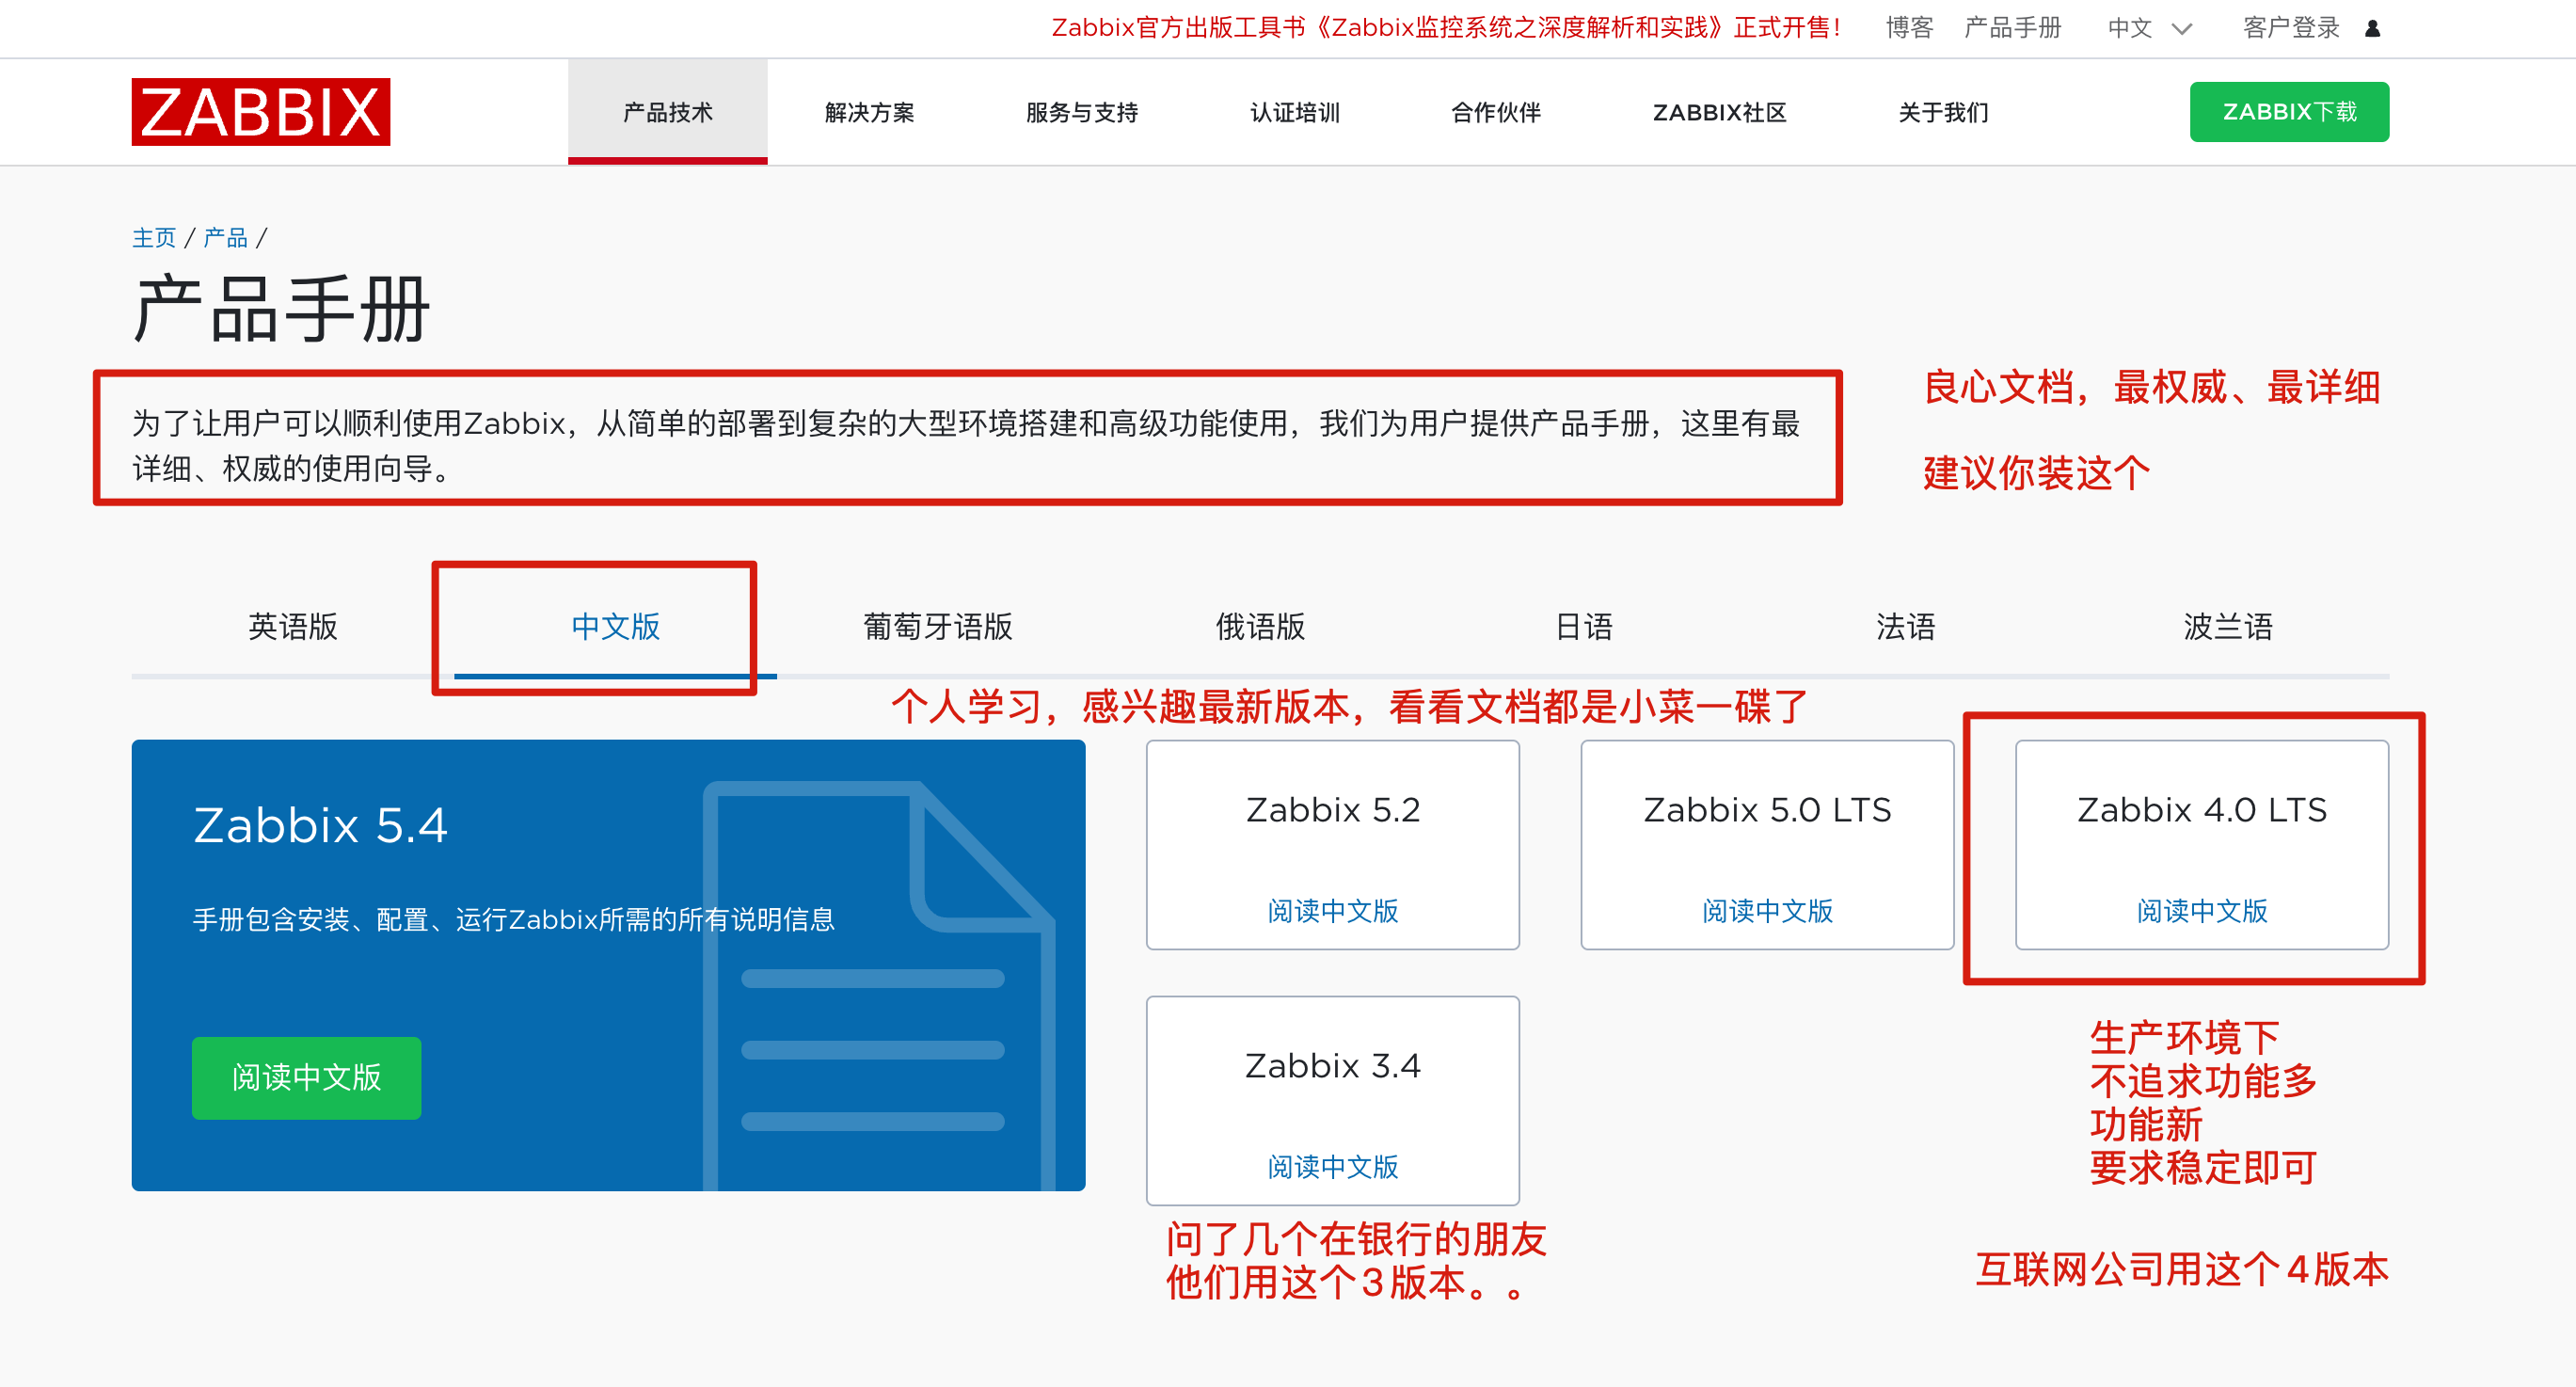 Zabbix官方出版工具书《Zabbix监控系统之深度解析和实践》正式开售！ 博客 产品手册 中文 客户登录
ZABBIX 产品技术 解决方案 服务与支持 认证培训 合作伙伴 ZABBIX社区 关于我们 ZABBIX下载
主页 / 产品 /
产品手册
为了让用户可以顺利使用Zabbix，从简单的部署到复杂的大型环境搭建和高级功能使用，我们为用户提供产品手册，这里有最
详细、权威的使用向导。
良心文档，最权威、最详细
建议你装这个
英语版 中文版 葡萄牙语版 俄语版 日语 法语 波兰语
个人学习，感兴趣最新版本，看看文档都是小菜一碟了
Zabbix 5.4
手册包含安装、配置、运行Zabbix所需的所有说明信息
阅读中文版
Zabbix 5.2
阅读中文版
Zabbix 5.0 LTS
阅读中文版
Zabbix 4.0 LTS
阅读中文版
Zabbix 3.4
阅读中文版
生产环境下
不追求功能多
功能新
要求稳定即可
问了几个在银行的朋友
他们用这个3版本。。
互联网公司用这个4版本